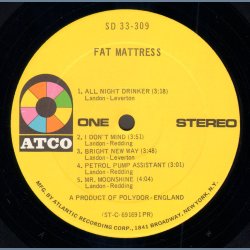 SD 33-309
FAT MATTRESS
1. ALL NIGHT DRINKER (3:18)
Landon-Leverton
ATCO
ONE
STEREO
2. I DON'T MIND (3:51)
Landon-Redding
3. BRIGHT NEW WAY (3:48)
Landon-Leverton
4. PETROL PUMP ASSISTANT (3:01)
Landon-Redding
5. MR. MOONSHINE (4:04)
Landon-Redding
A PRODUCT OF POLYDOR-ENGLAND
(ST-C-691691PR)
MFG. BY ATLANTIC RECORDING CORP., 1841 BROADWAY, NEW YORK, N.Y.